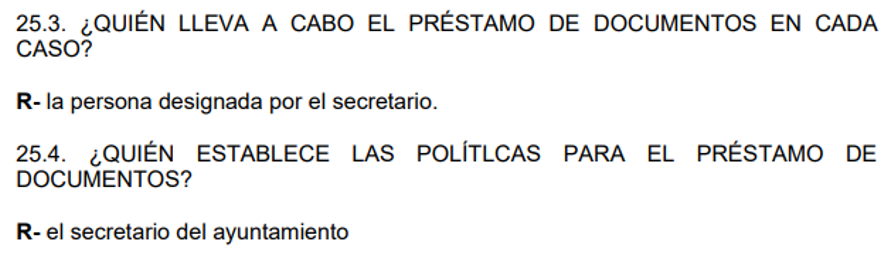 25.3. ¿QUIÉN LLEVA A CABO EL PRÉSTAMO DE DOCUMENTOS EN CADA
CASO?
R- la persona designada por el secretario.
25.4. ¿QUIÉN ESTABLECE LAS POLÍTLCAS PARA EL PRÉSTAMO DE
DOCUMENTOS?
R- el secretario del ayuntamiento